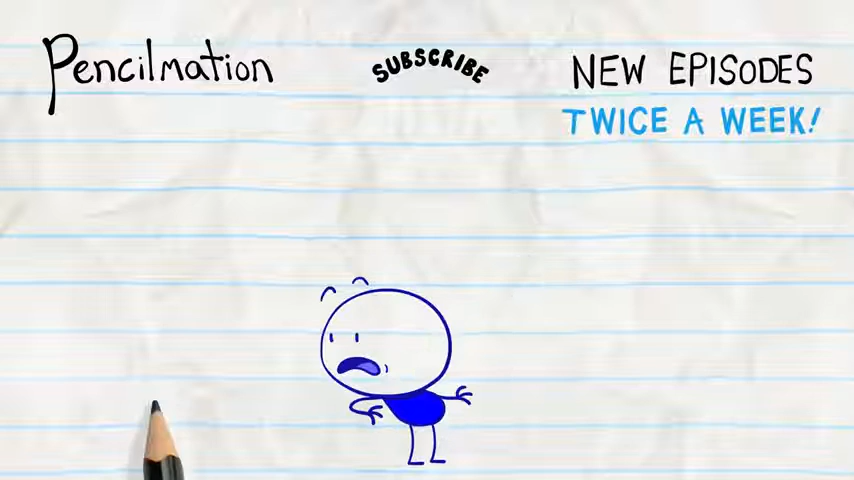 Pencilmation
SUBSCRIBE
NEW EPISODES
TWICE A WEEK!